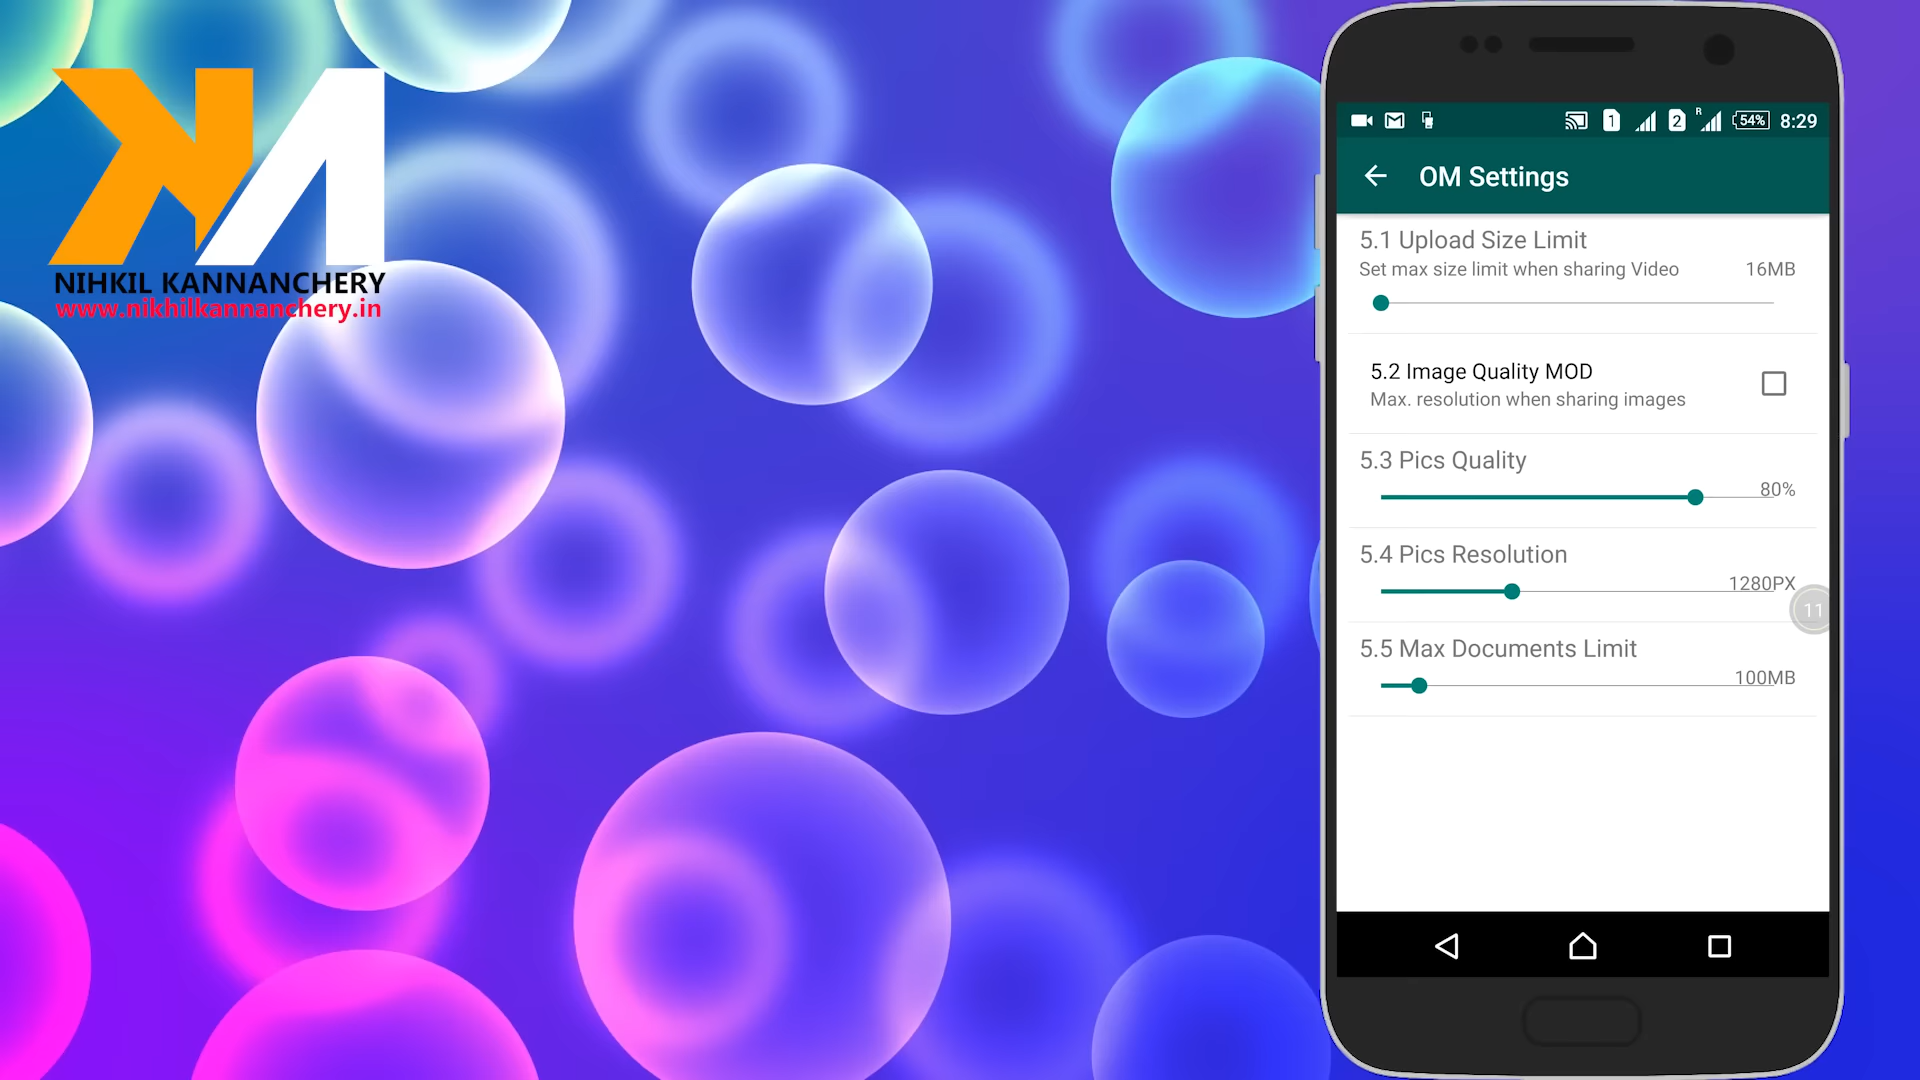 NIHKIL KANNANCHERY
www.nikhilkannanchery.in
1 2 R 54% 8:29
OM Settings
5.1 Upload Size Limit
Set max size limit when sharing Video 16MB
5.2 Image Quality MOD
Max. resolution when sharing images
5.3 Pics Quality
80%
5.4 Pics Resolution
1280PX
11
5.5 Max Documents Limit
100MB